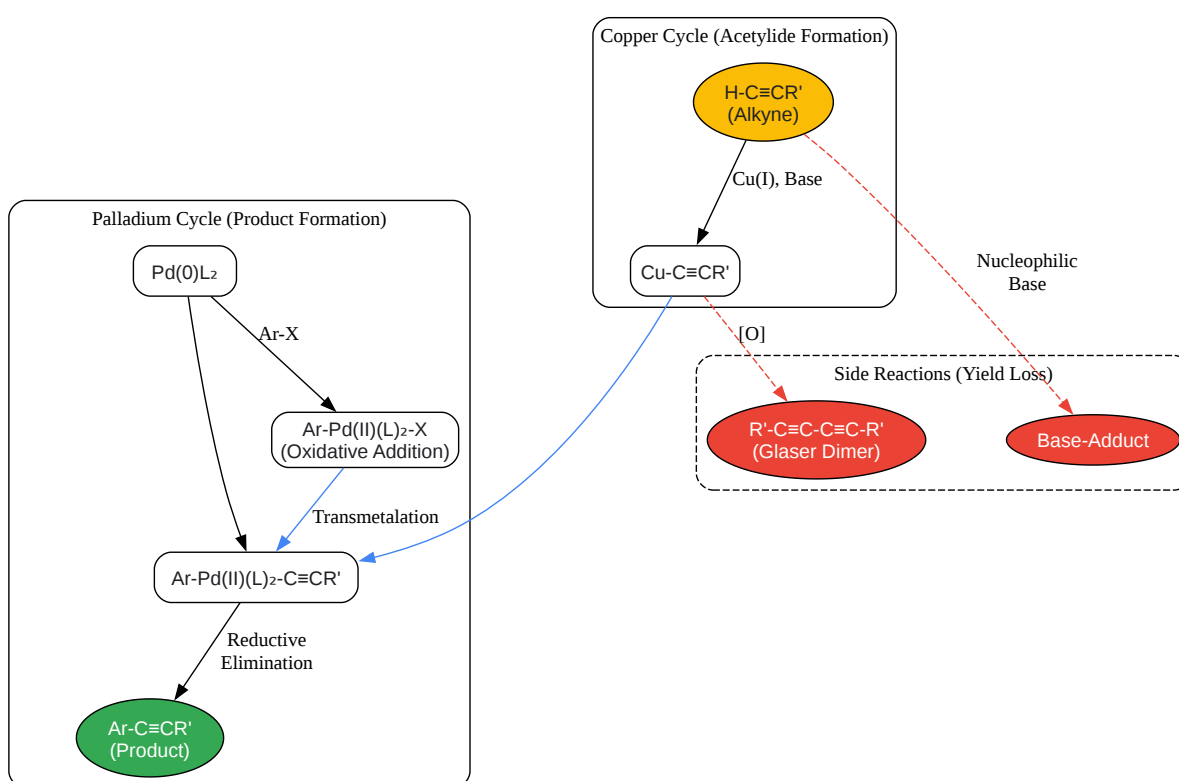 Copper Cycle (Acetylide Formation)
H-C≡CR'
(Alkyne)
Cu(I), Base
Cu-C≡CR'
Nucleophilic
Base
[O]
Side Reactions (Yield Loss)
R'-C≡C-C≡C-R'
(Glaser Dimer)
Base-Adduct
Palladium Cycle (Product Formation)
Pd(0)L₂
Ar-X
Ar-Pd(II)(L)₂-X
(Oxidative Addition)
Transmetalation
Ar-Pd(II)(L)₂-C≡CR'
Reductive
Elimination
Ar-C≡CR'
(Product)